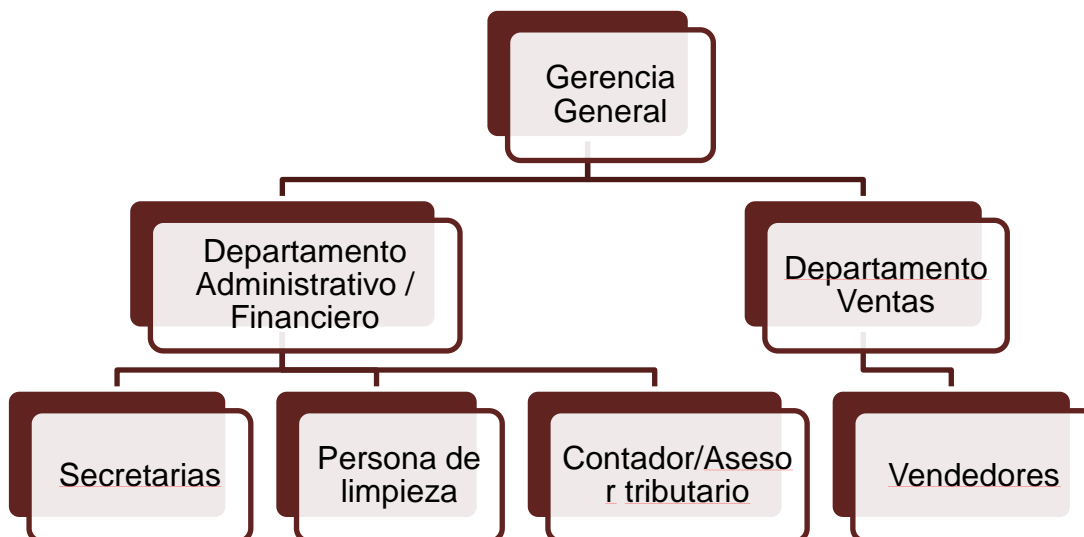 Gerencia
General
Departamento
Administrativo /
Financiero
Departamento
Ventas
Secretarias
Persona de
limpieza
Contador/Aseso
r tributario
Vendedores